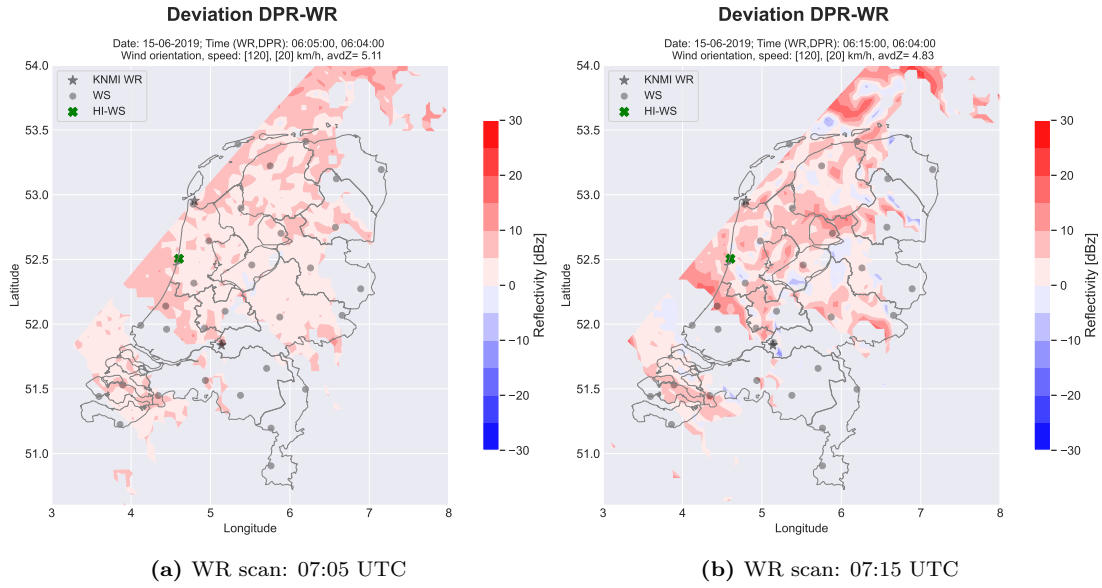 Deviation DPR-WR
Date: 15-06-2019; Time (WR,DPR): 06:05:00, 06:04:00
Wind orientation, speed: [120], [20] km/h, avdZ= 5.11
54.0
53.5
53.0
52.5
52.0
51.5
51.0
Latitude
KNMI WR
WS
HI-WS
3 4 5 6 7 8
Longitude
30
20
10
0
−10
−20
−30
Reflectivity [dBz]
(a) WR scan: 07:05 UTC
Deviation DPR-WR
Date: 15-06-2019; Time (WR,DPR): 06:15:00, 06:04:00
Wind orientation, speed: [120], [20] km/h, avdZ= 4.83
54.0
53.5
53.0
52.5
52.0
51.5
51.0
Latitude
KNMI WR
WS
HI-WS
3 4 5 6 7 8
Longitude
30
20
10
0
−10
−20
−30
Reflectivity [dBz]
(b) WR scan: 07:15 UTC